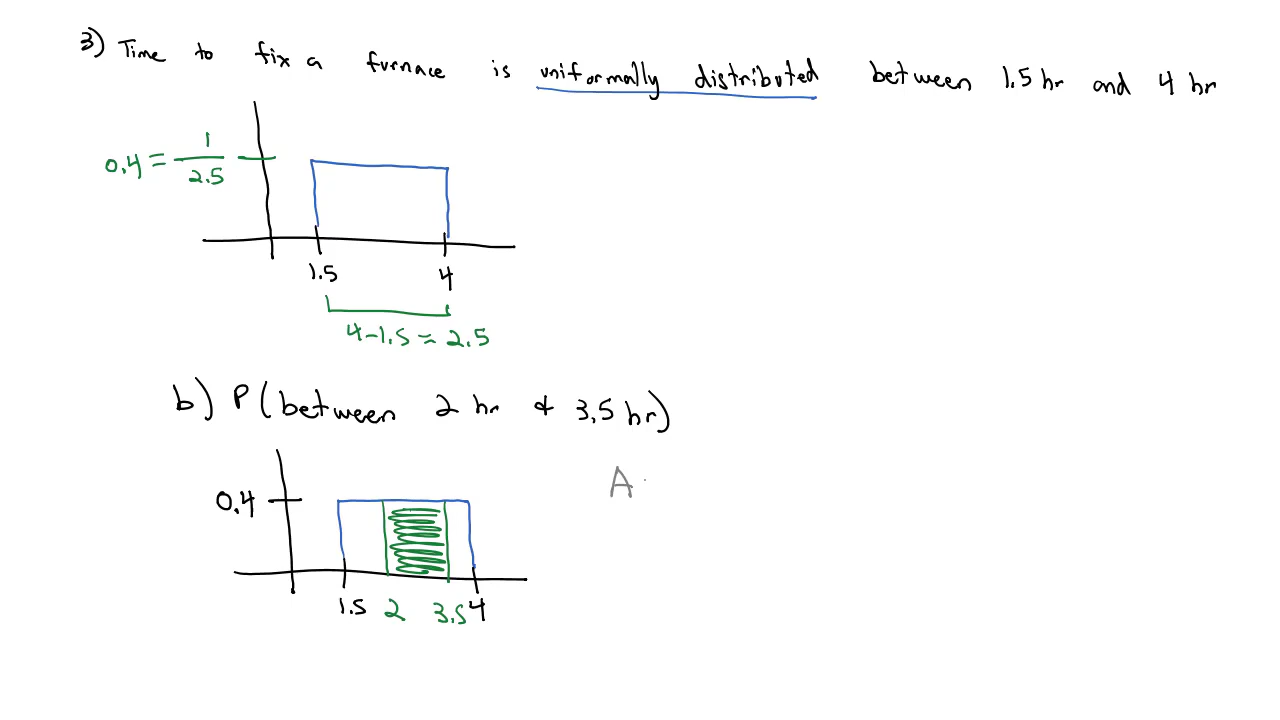 3) Time to fix a furnace is uniformally distributed between 1.5 hr and 4 hr
0.4 = 1/2.5
1.5 4
4-1.5 = 2.5
b) P(between 2 hr & 3.5 hr)
A
0.4
1.5 2 3.5 4